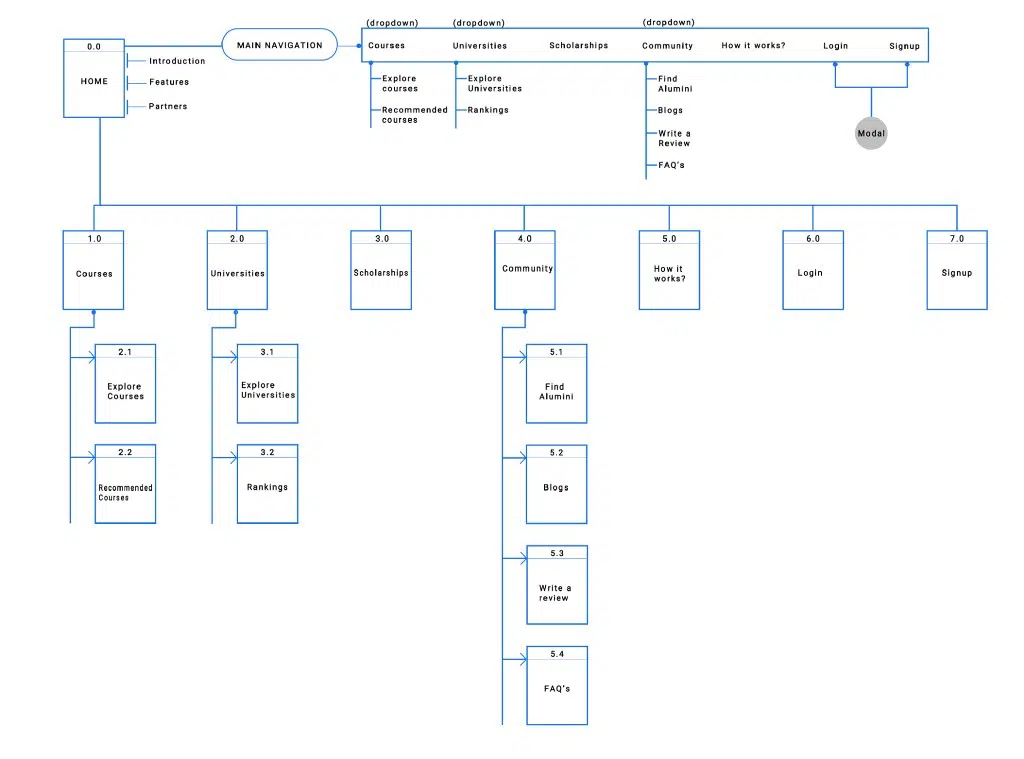 (dropdown) (dropdown) (dropdown)
0.0
HOME
Introduction
Features
Partners
MAIN NAVIGATION
Courses Universities Scholarships Community How it works? Login Signup
Explore
courses
Recommended
courses
Explore
Universities
Rankings
Find
Alumini
Blogs
Write a
Review
FAQ's
Modal
1.0
Courses
2.0
Universities
3.0
Scholarships
4.0
Community
5.0
How it
works?
6.0
Login
7.0
Signup
2.1
Explore
Courses
2.2
Recommended
Courses
3.1
Explore
Universities
3.2
Rankings
5.1
Find
Alumini
5.2
Blogs
5.3
Write a
review
5.4
FAQ's